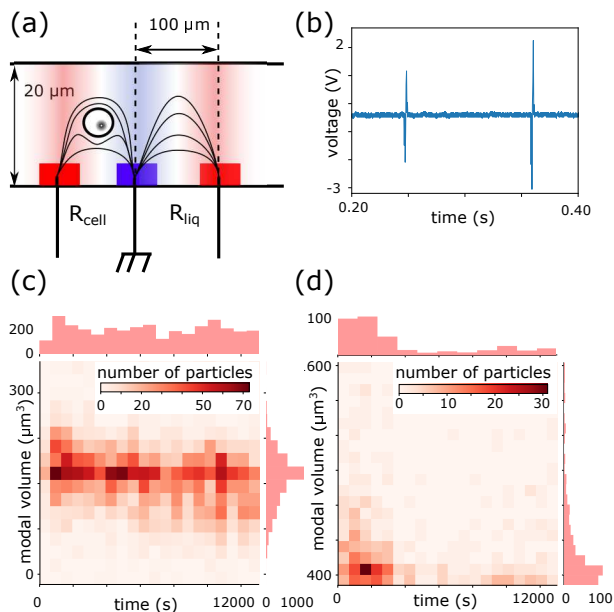 (a)
100 µm
20 µm
R_cell
R_liq
(b)
voltage (V)
2
-3
0.20
0.40
time (s)
(c)
200
0
number of particles
0 20 50 70
modal volume (µm³)
300
0
0
12000
time (s)
0 1000
(d)
100
number of particles
0 10 20 30
modal volume (µm³)
.600
400
0
12000
time (s)
0 100